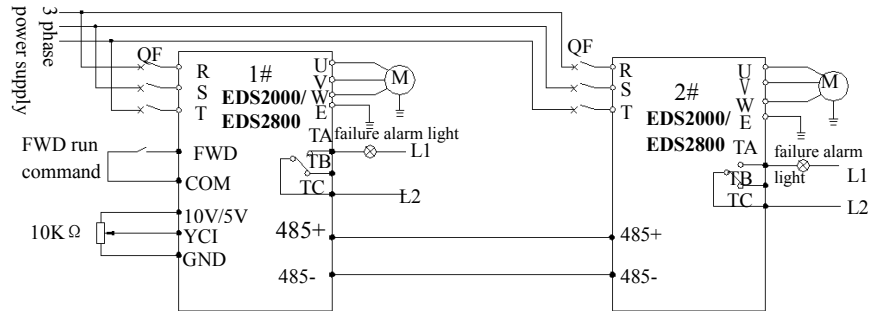 3 phase
power supply
QF
R
S
T
1#
EDS2000/
EDS2800
U
V
W
E
M
TA
failure alarm light
L1
TB
TC
L2
FWD run
command
FWD
COM
10V/5V
YCI
GND
10KΩ
485+
485-
QF
R
S
T
2#
EDS2000/
EDS2800
U
V
W
E
M
TA
failure alarm
light
L1
TB
TC
L2
485+
485-